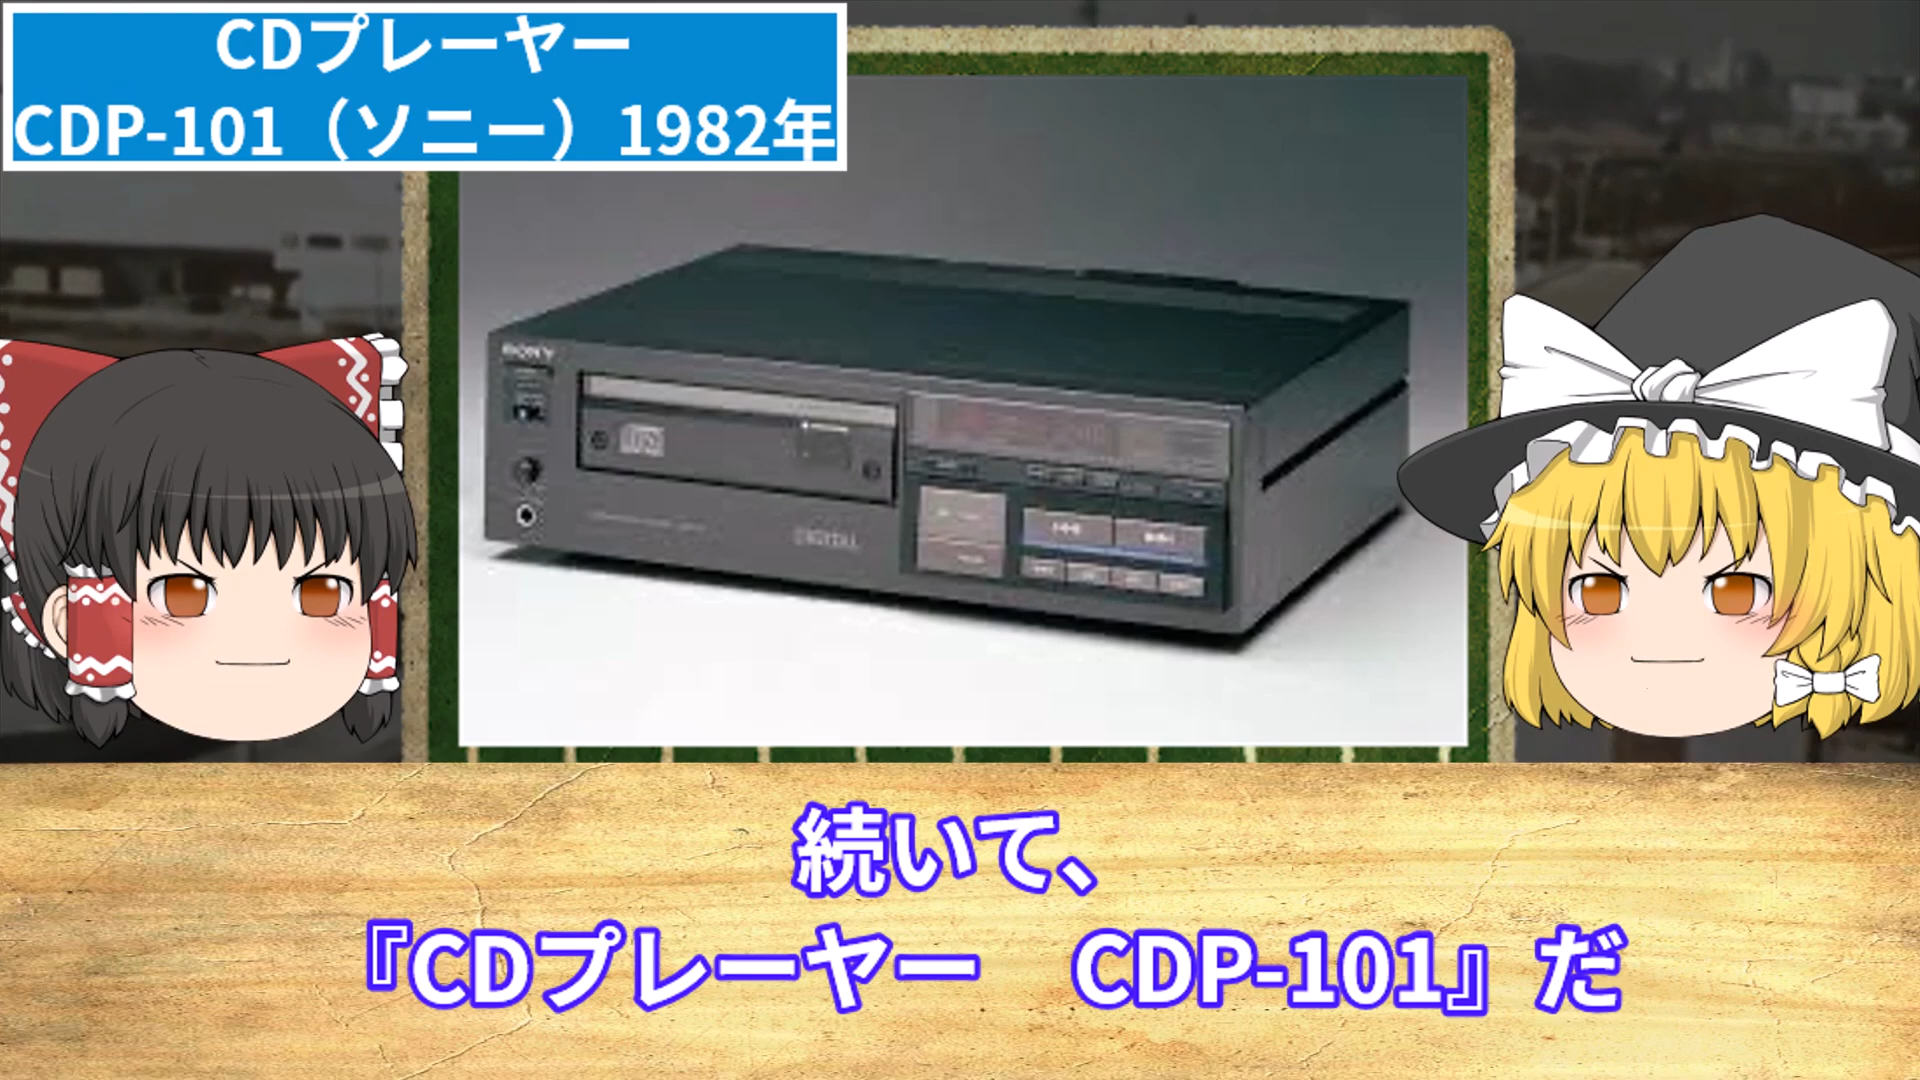 CDプレーヤー
CDP-101（ソニー）1982年
SONY
DIGITAL
続いて、
『CDプレーヤー　CDP-101』だ